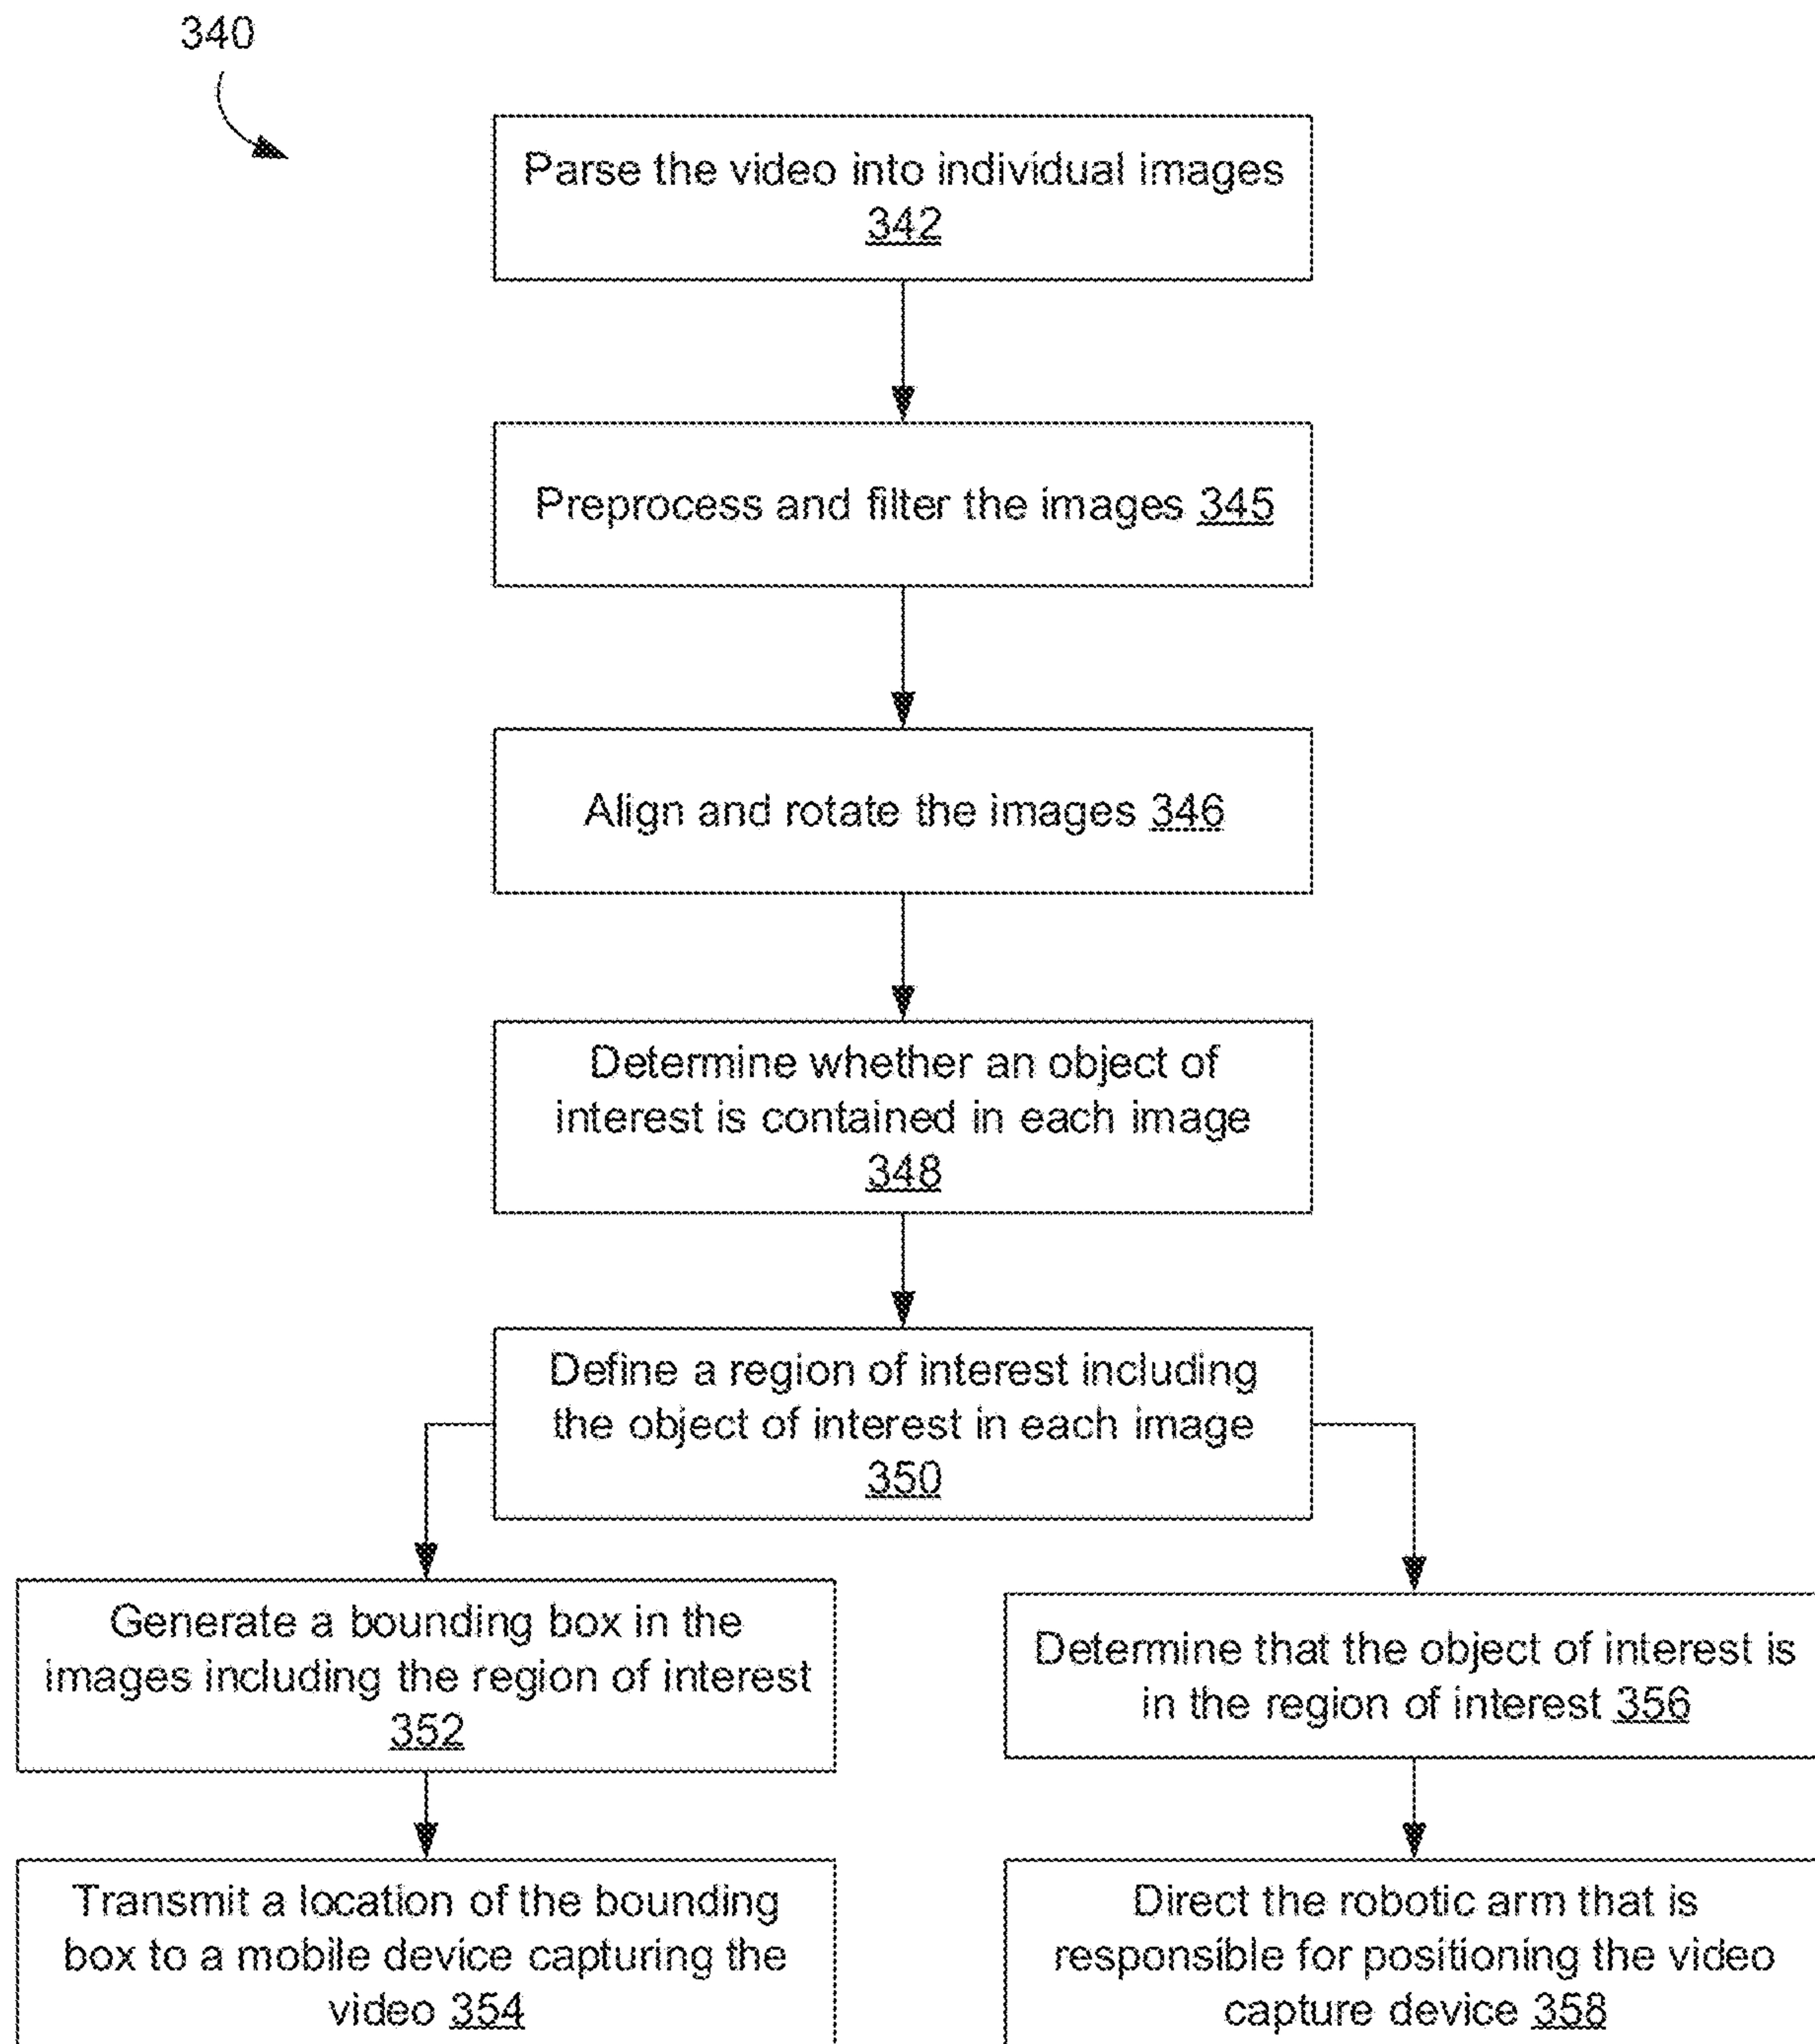 340
Parse the video into individual images
342
Preprocess and filter the images 345
Align and rotate the images 346
Determine whether an object of
interest is contained in each image
348
Define a region of interest including
the object of interest in each image
350
Generate a bounding box in the
images including the region of interest
352
Transmit a location of the bounding
box to a mobile device capturing the
video 354
Determine that the object of interest is
in the region of interest 356
Direct the robotic arm that is
responsible for positioning the video
capture device 358